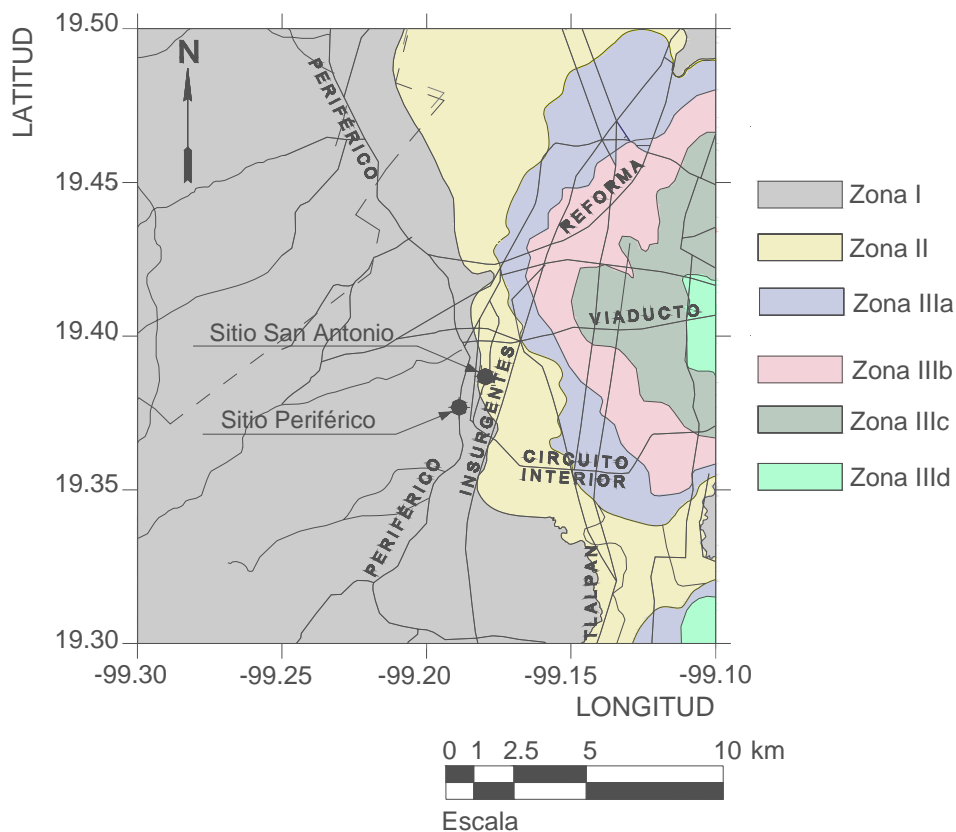 LATITUD
19.50
19.45
19.40
19.35
19.30
N
PERIFÉRICO
REFORMA
VIADUCTO
Sitio San Antonio
Sitio Periférico
INSURGENTES
CIRCUITO
INTERIOR
PERIFÉRICO
TLALPAN
Zona I
Zona II
Zona IIIa
Zona IIIb
Zona IIIc
Zona IIId
-99.30
-99.25
-99.20
-99.15
-99.10
LONGITUD
0 1 2.5 5 10 km
Escala